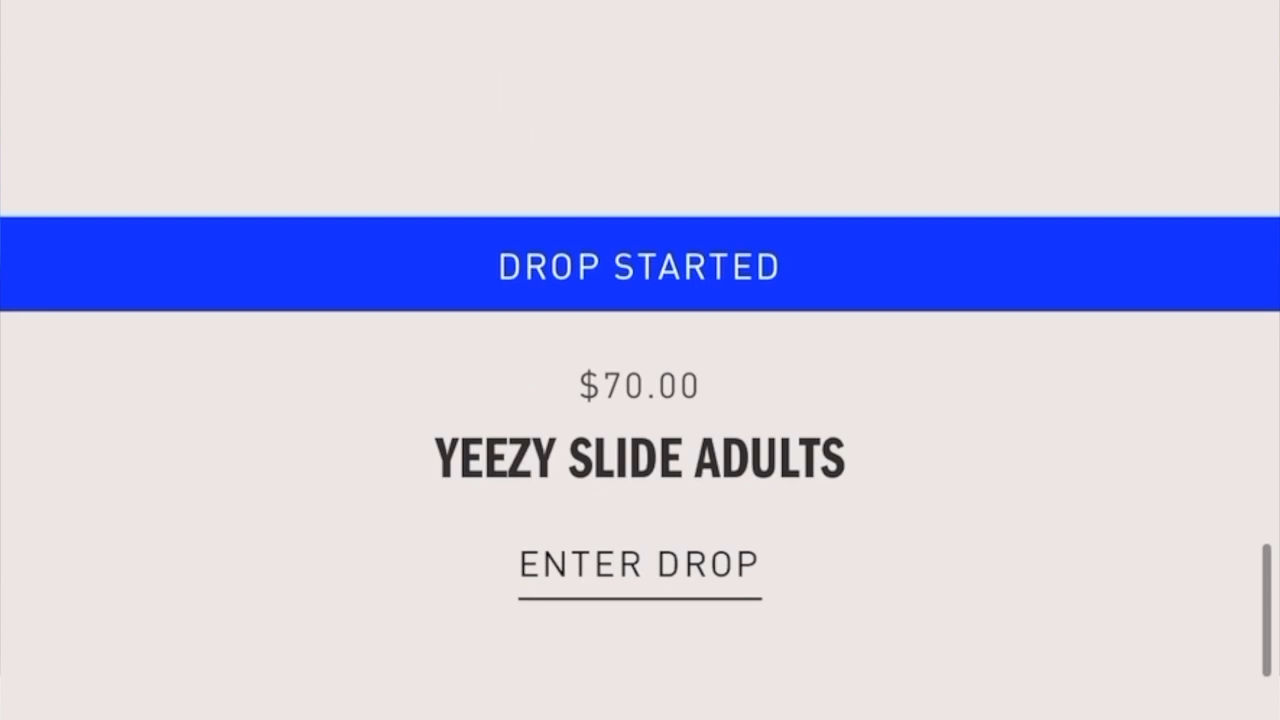 DROP STARTED
$70.00
YEEZY SLIDE ADULTS
ENTER DROP